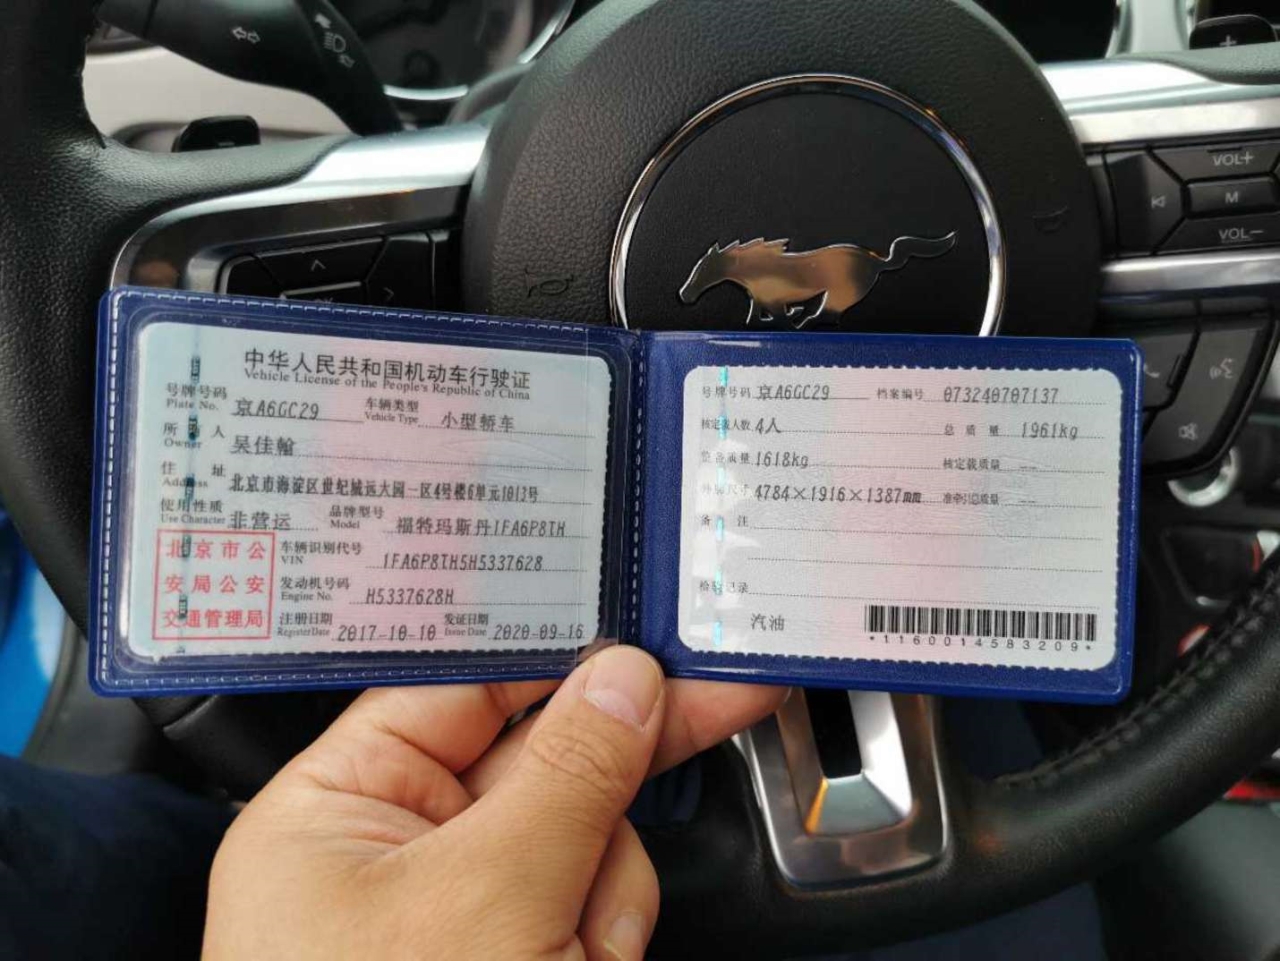 中华人民共和国机动车行驶证
Vehicle License of the People's Republic of China
号牌号码 京A6GC29 车辆类型 小型轿车
Plate No. Vehicle Type
所有人 吴佳翰
Owner
住址 北京市海淀区世纪城远大园一区4号楼6单元1013号
Address
使用性质 非营运 品牌型号 福特玛斯丹1FA6P8TH
Use Character Model
北京市公
安局公安
交通管理局
车辆识别代号 1FA6P8TH5H5337628
VIN
发动机号码 H5337628H
Engine No.
注册日期 2017-10-10 发证日期 2020-09-16
Register Date Issue Date
号牌号码 京A6GC29 档案编号 073240707137
核定载人数 4人 总质量 1961kg
整备质量 1618kg 核定载质量 --
外廓尺寸 4784×1916×1387mm 准牵引总质量 --
备注
检验记录
汽油
*1160014583209*
VOL+
M
VOL-
OK